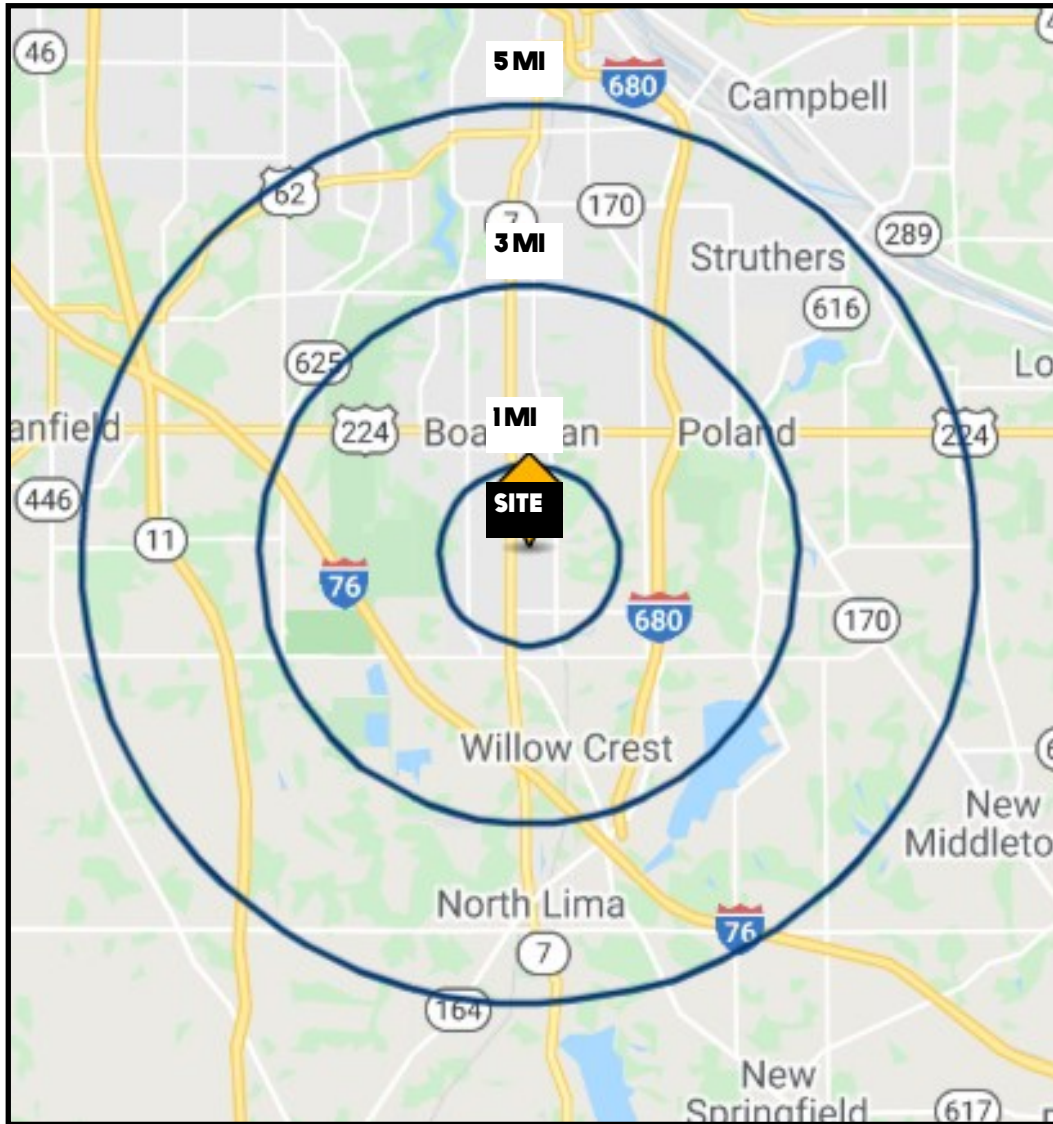 46
5 MI
680
Campbell
62
7
170
289
3 MI
Struthers
616
625
Lo
1 MI
anfield
224
Boa
an
Poland
224
446
SITE
11
76
680
170
Willow Crest
New
Middleto
North Lima
76
7
164
New
Springfield
617